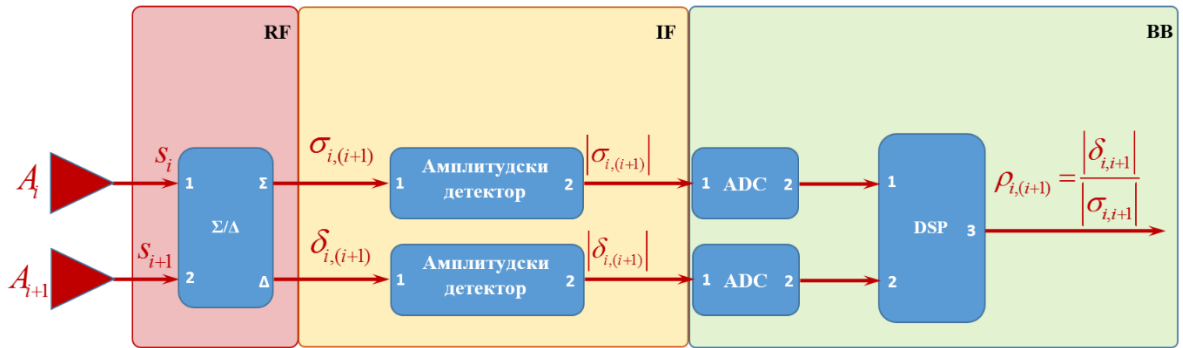 RF
IF
BB
A_i
s_i
1
Σ
σ_{i,(i+1)}
1
Амплитудски
детектор
2
|σ_{i,(i+1)}|
1 ADC 2
1
ρ_{i,(i+1)} = |δ_{i,i+1}| / |σ_{i,i+1}|
Σ/Δ
DSP
3
A_{i+1}
s_{i+1}
2
Δ
δ_{i,(i+1)}
1
Амплитудски
детектор
2
|δ_{i,(i+1)}|
1 ADC 2
2